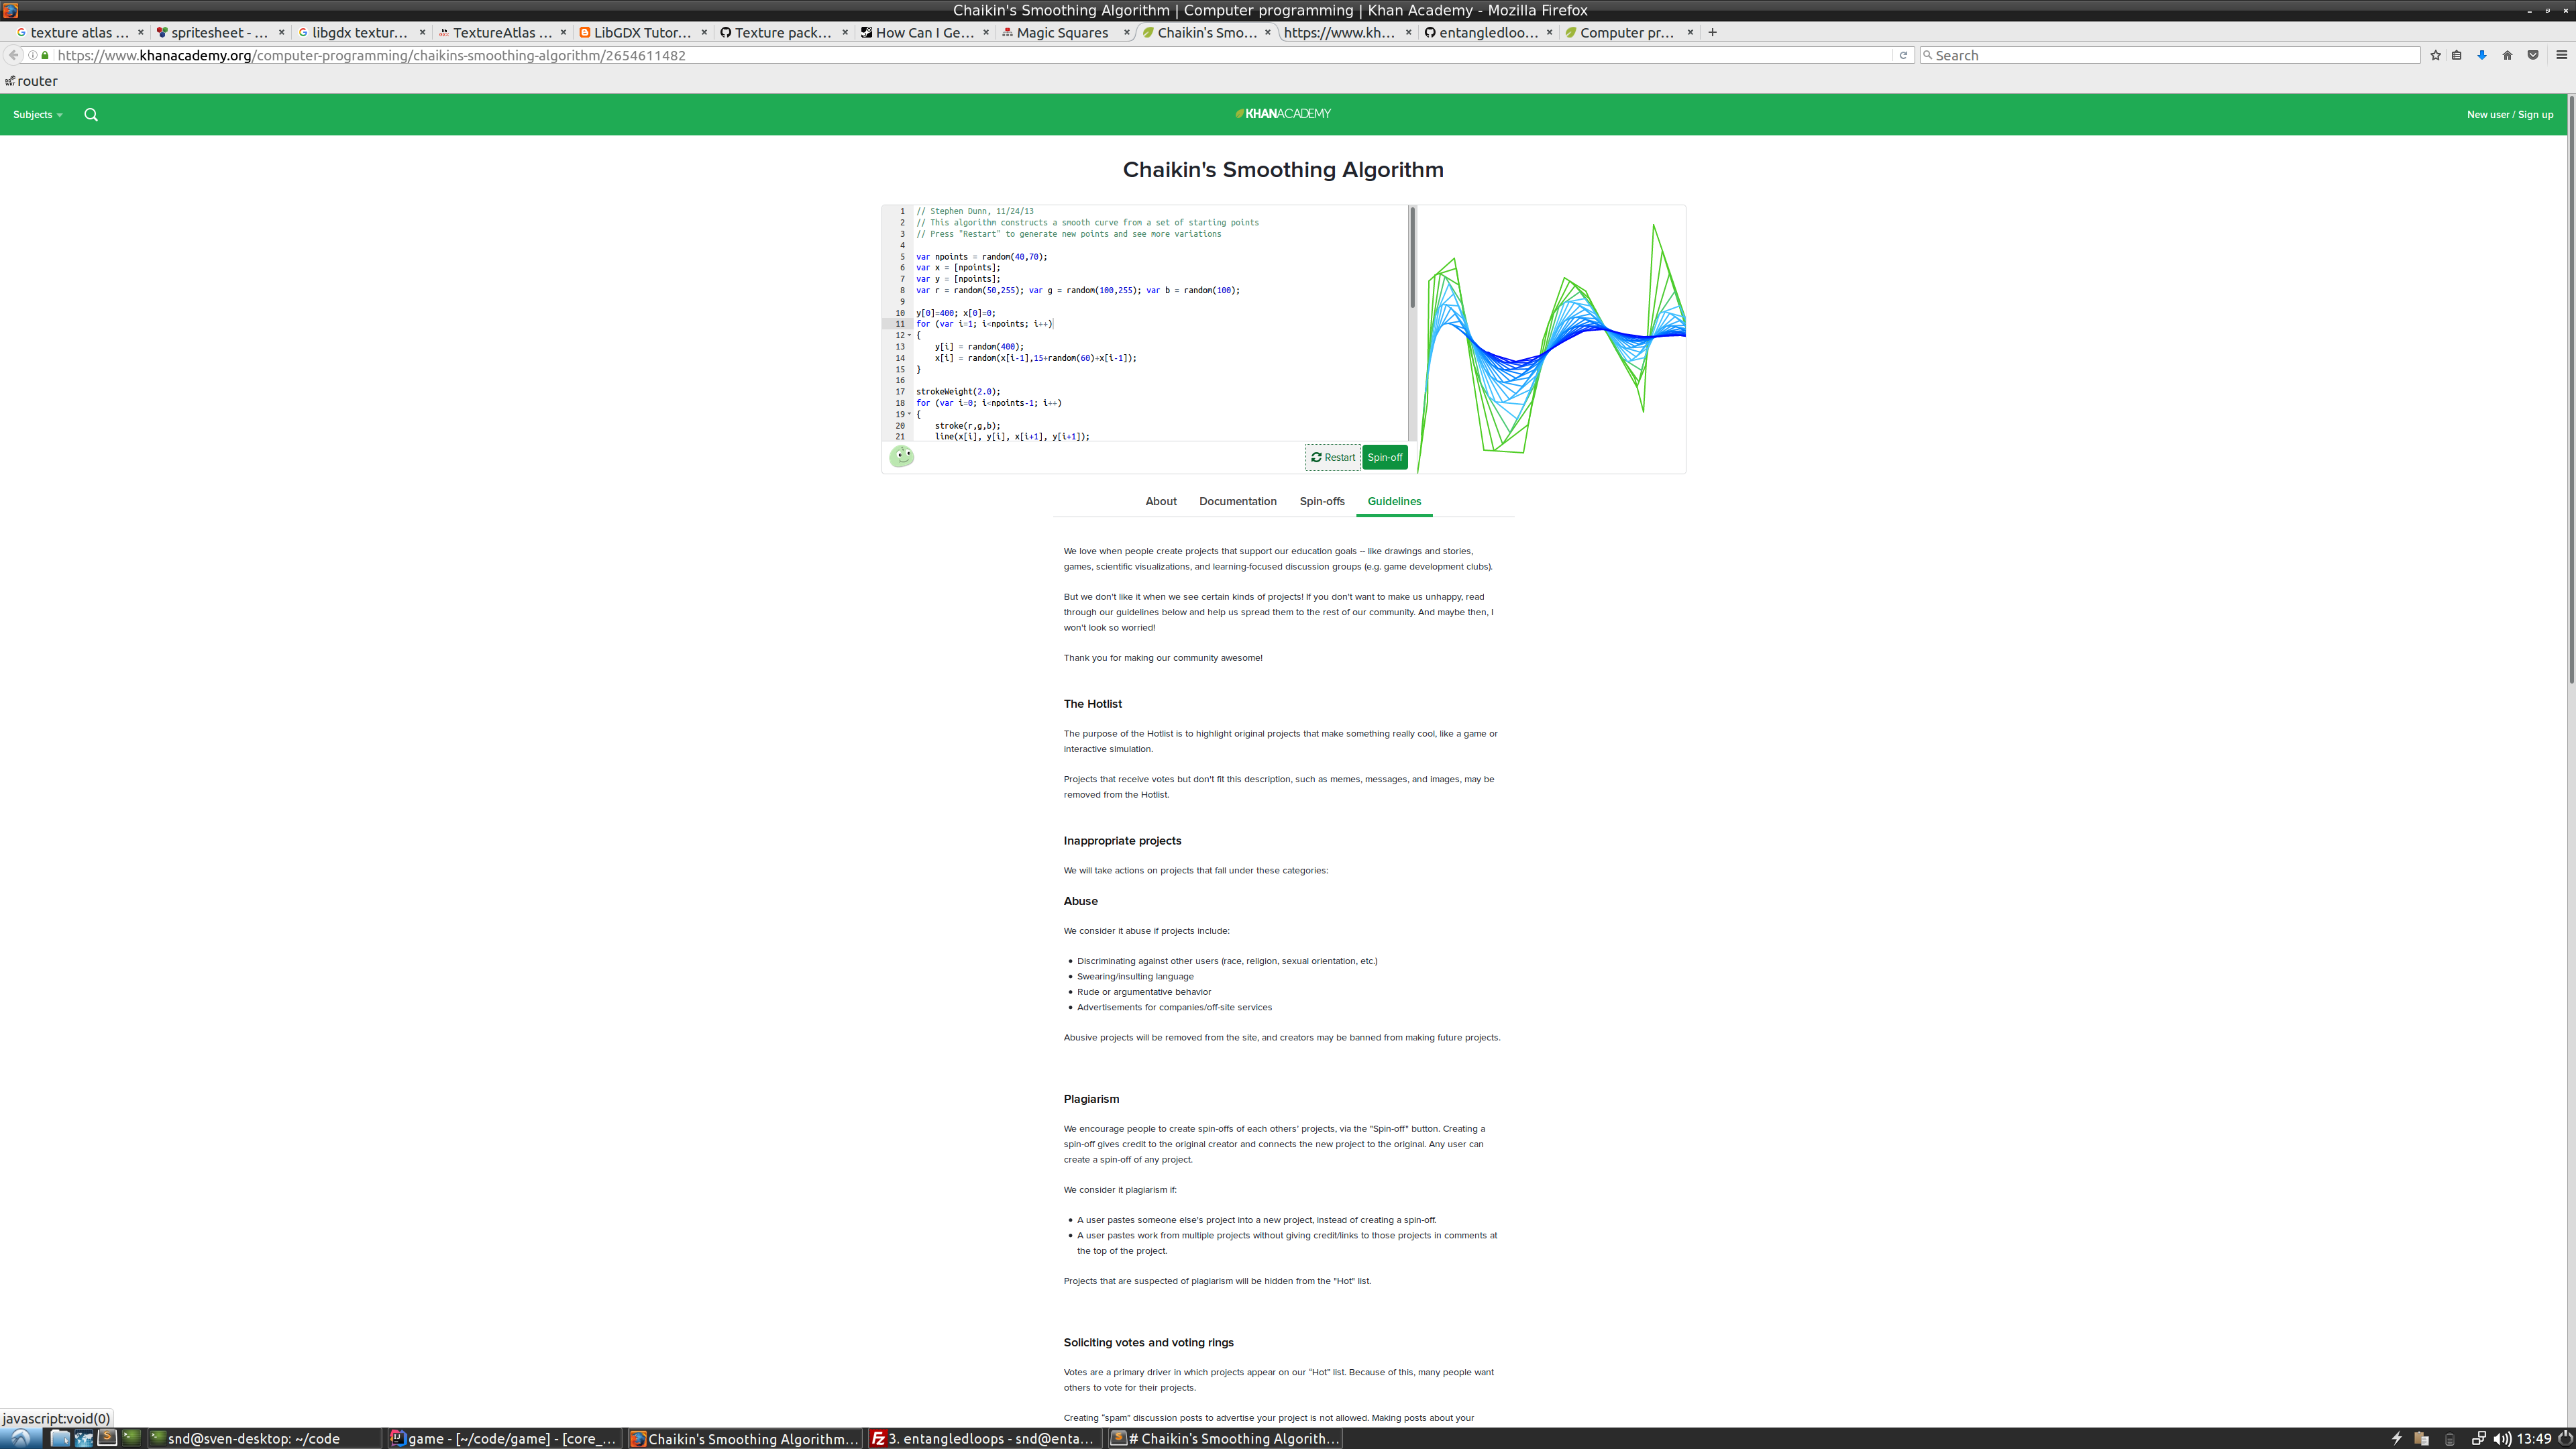 Chaikin's Smoothing Algorithm | Computer programming | Khan Academy - Mozilla Firefox
texture atlas ... spritesheet - ... libgdx textur... TextureAtlas ... LibGDX Tutor... Texture pack... How Can I Ge... Magic Squares Chaikin's Smo... https://www.kh... entangledloo... Computer pr...
https://www.khanacademy.org/computer-programming/chaikins-smoothing-algorithm/2654611482 Search
router
Subjects KHANACADEMY New user / Sign up
Chaikin's Smoothing Algorithm
1 // Stephen Dunn, 11/24/13
2 // This algorithm constructs a smooth curve from a set of starting points
3 // Press "Restart" to generate new points and see more variations
4
5 var npoints = random(40,70);
6 var x = [npoints];
7 var y = [npoints];
8 var r = random(50,255); var g = random(100,255); var b = random(100);
9
10 y[0]=400; x[0]=0;
11 for (var i=1; i<npoints; i++)
12 {
13 y[i] = random(400);
14 x[i] = random(x[i-1],15+random(60)+x[i-1]);
15 }
16
17 strokeWeight(2.0);
18 for (var i=0; i<npoints-1; i++)
19 {
20 stroke(r,g,b);
21 line(x[i], y[i], x[i+1], y[i+1]);
Restart Spin-off
About Documentation Spin-offs Guidelines
We love when people create projects that support our education goals – like drawings and stories,
games, scientific visualizations, and learning-focused discussion groups (e.g. game development clubs).
But we don't like it when we see certain kinds of projects! If you don't want to make us unhappy, read
through our guidelines below and help us spread them to the rest of our community. And maybe then, I
won't look so worried!
Thank you for making our community awesome!
The Hotlist
The purpose of the Hotlist is to highlight original projects that make something really cool, like a game or
interactive simulation.
Projects that receive votes but don't fit this description, such as memes, messages, and images, may be
removed from the Hotlist.
Inappropriate projects
We will take actions on projects that fall under these categories:
Abuse
We consider it abuse if projects include:
• Discriminating against other users (race, religion, sexual orientation, etc.)
• Swearing/insulting language
• Rude or argumentative behavior
• Advertisements for companies/off-site services
Abusive projects will be removed from the site, and creators may be banned from making future projects.
Plagiarism
We encourage people to create spin-offs of each others' projects, via the "Spin-off" button. Creating a
spin-off gives credit to the original creator and connects the new project to the original. Any user can
create a spin-off of any project.
We consider it plagiarism if:
• A user pastes someone else's project into a new project, instead of creating a spin-off.
• A user pastes work from multiple projects without giving credit/links to those projects in comments at
the top of the project.
Projects that are suspected of plagiarism will be hidden from the "Hot" list.
Soliciting votes and voting rings
Votes are a primary driver in which projects appear on our "Hot" list. Because of this, many people want
others to vote for their projects.
Creating "spam" discussion posts to advertise your project is not allowed. Making posts about your
javascript:void(0)
snd@sven-desktop: ~/code game - [~/code/game] - [core_... Chaikin's Smoothing Algorithm... 3. entangledloops - snd@enta... # Chaikin's Smoothing Algorith... 13:49